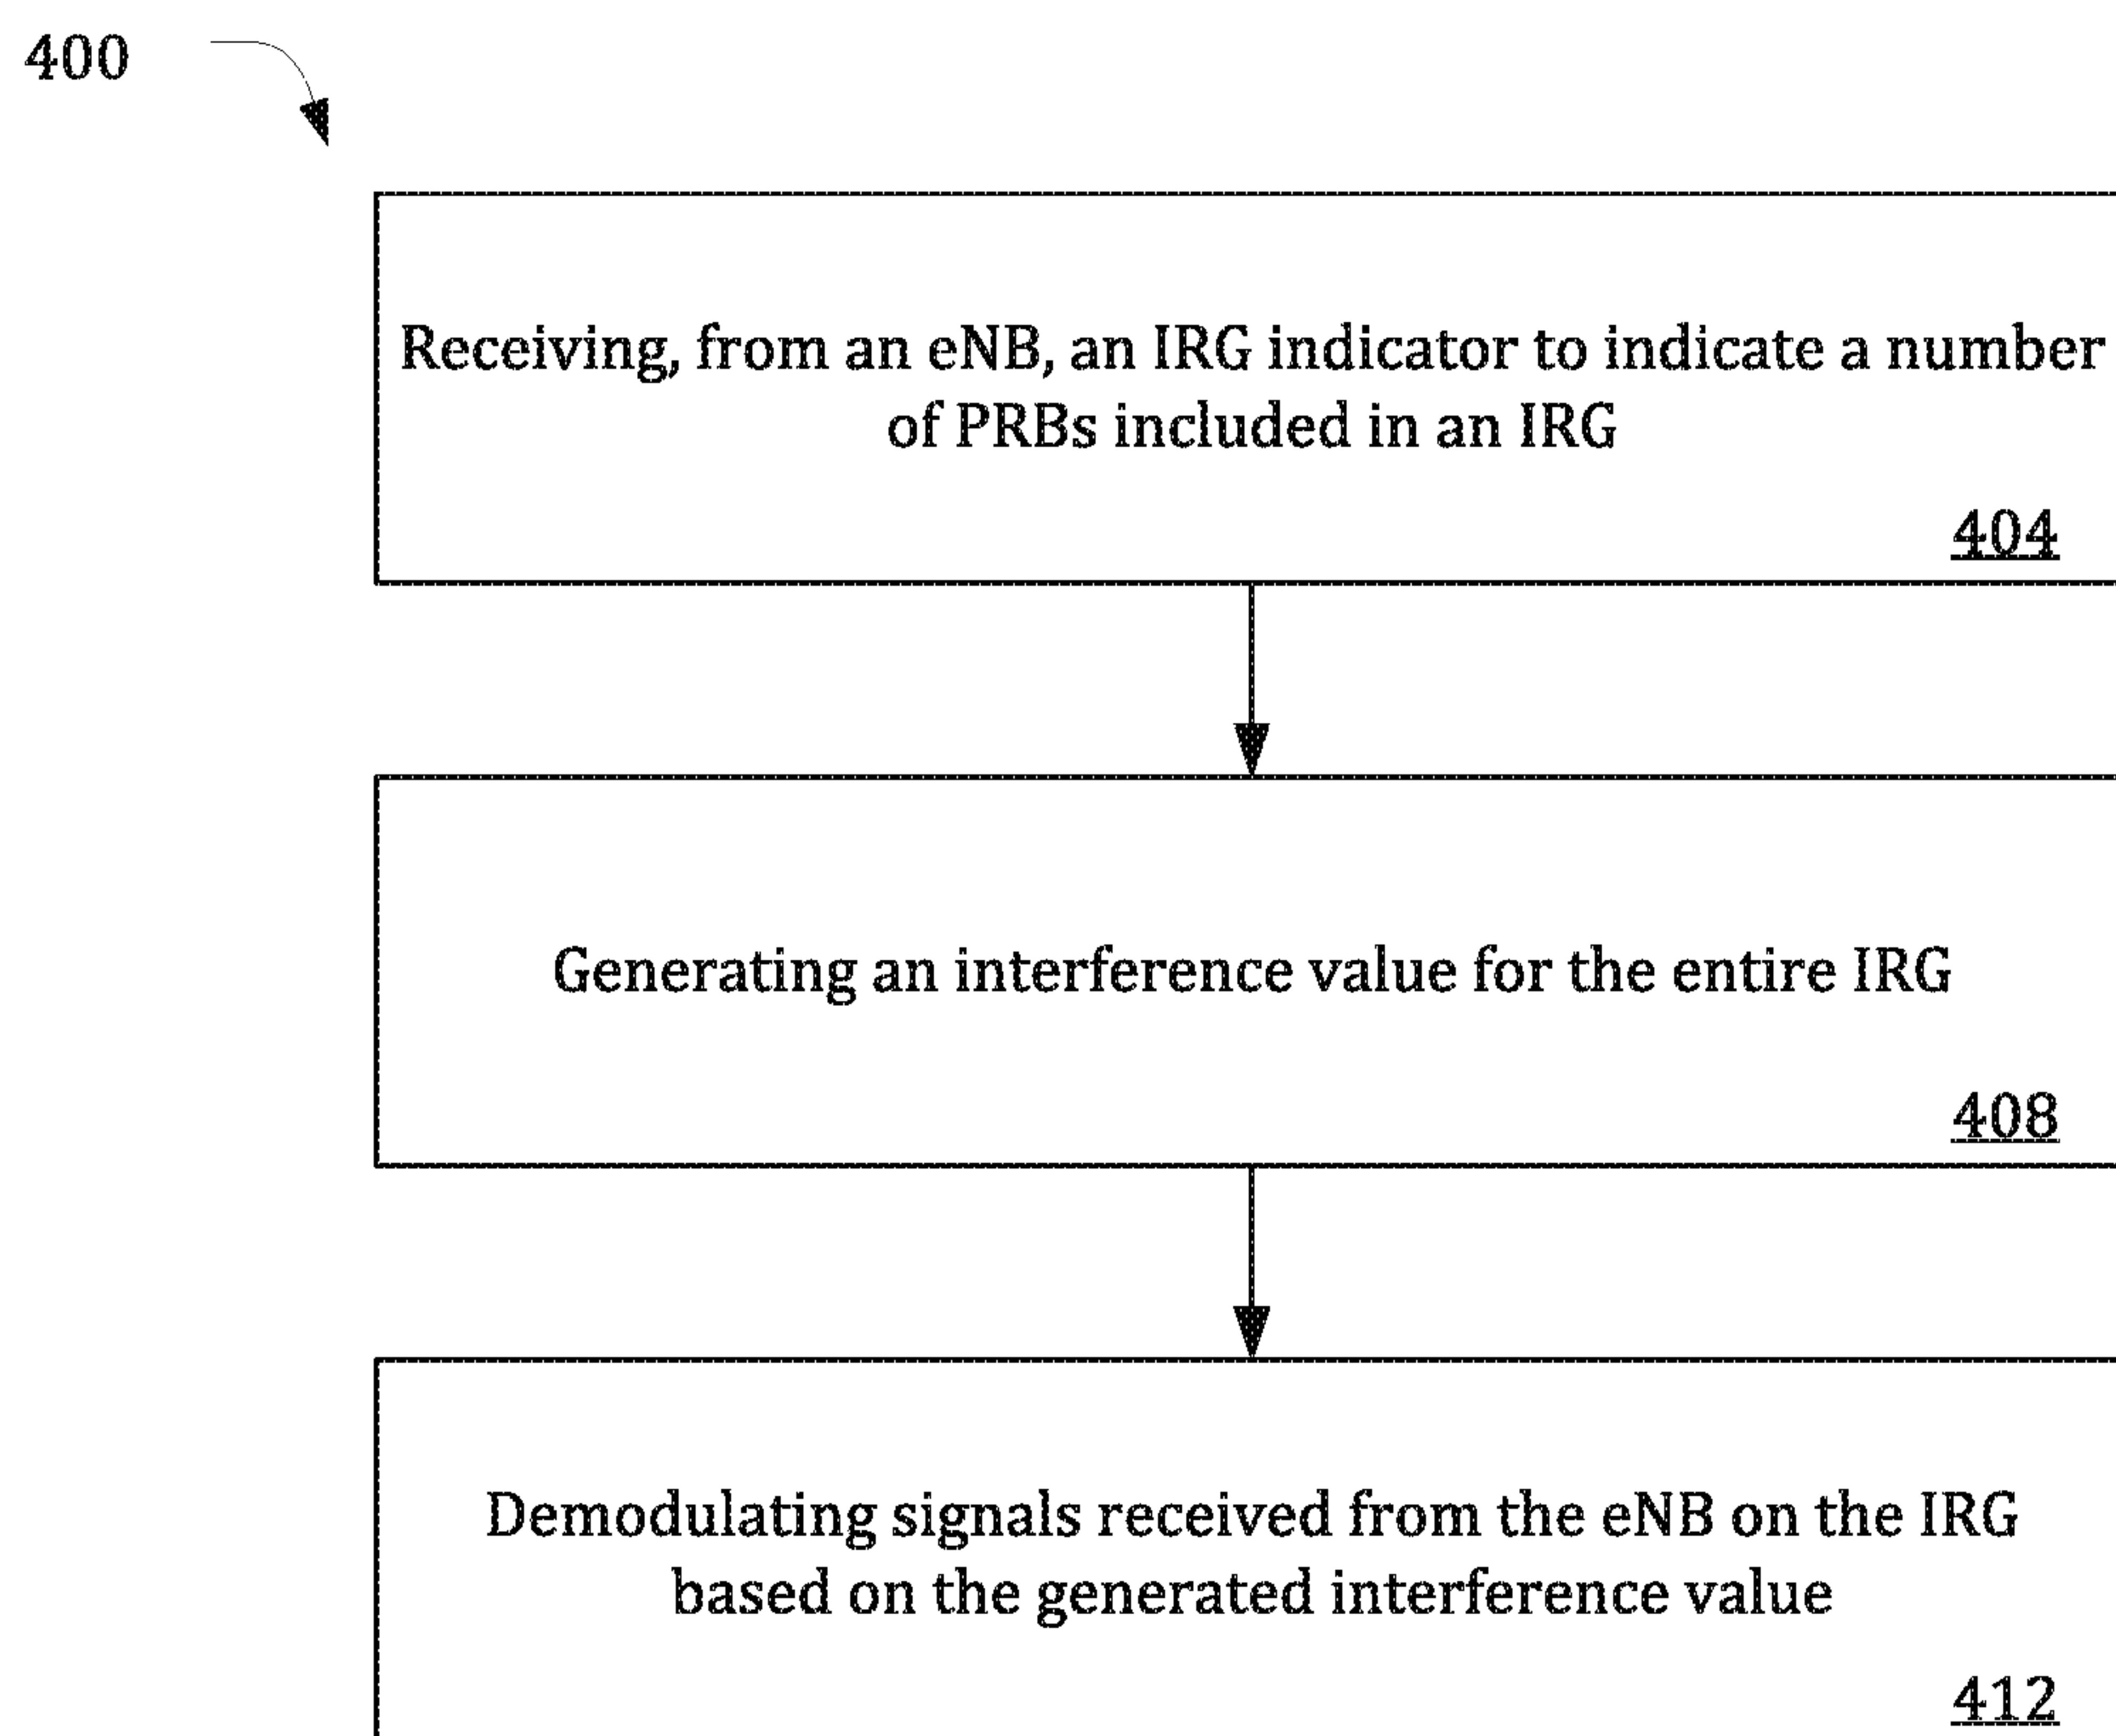 400
Receiving, from an eNB, an IRG indicator to indicate a number
of PRBs included in an IRG
404
Generating an interference value for the entire IRG
408
Demodulating signals received from the eNB on the IRG
based on the generated interference value
412